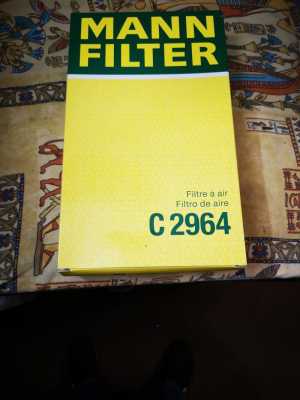 MANN
FILTER
Filtre à air
Filtro de aire
C 2964